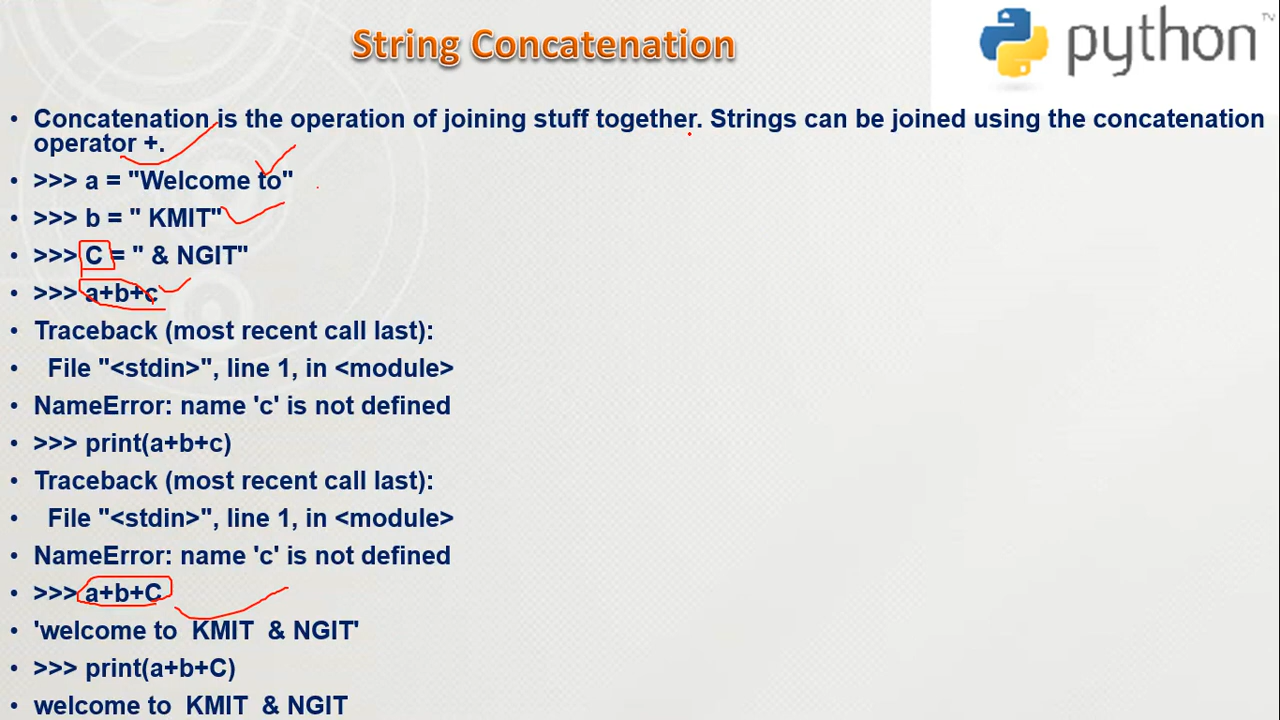 String Concatenation
python TV
• Concatenation is the operation of joining stuff together. Strings can be joined using the concatenation
operator +.
• >>> a = "Welcome to"
• >>> b = " KMIT"
• >>> C = " & NGIT"
• >>> a+b+c
• Traceback (most recent call last):
• File "<stdin>", line 1, in <module>
• NameError: name 'c' is not defined
• >>> print(a+b+c)
• Traceback (most recent call last):
• File "<stdin>", line 1, in <module>
• NameError: name 'c' is not defined
• >>> a+b+C
• 'welcome to  KMIT  & NGIT'
• >>> print(a+b+C)
• welcome to  KMIT  & NGIT